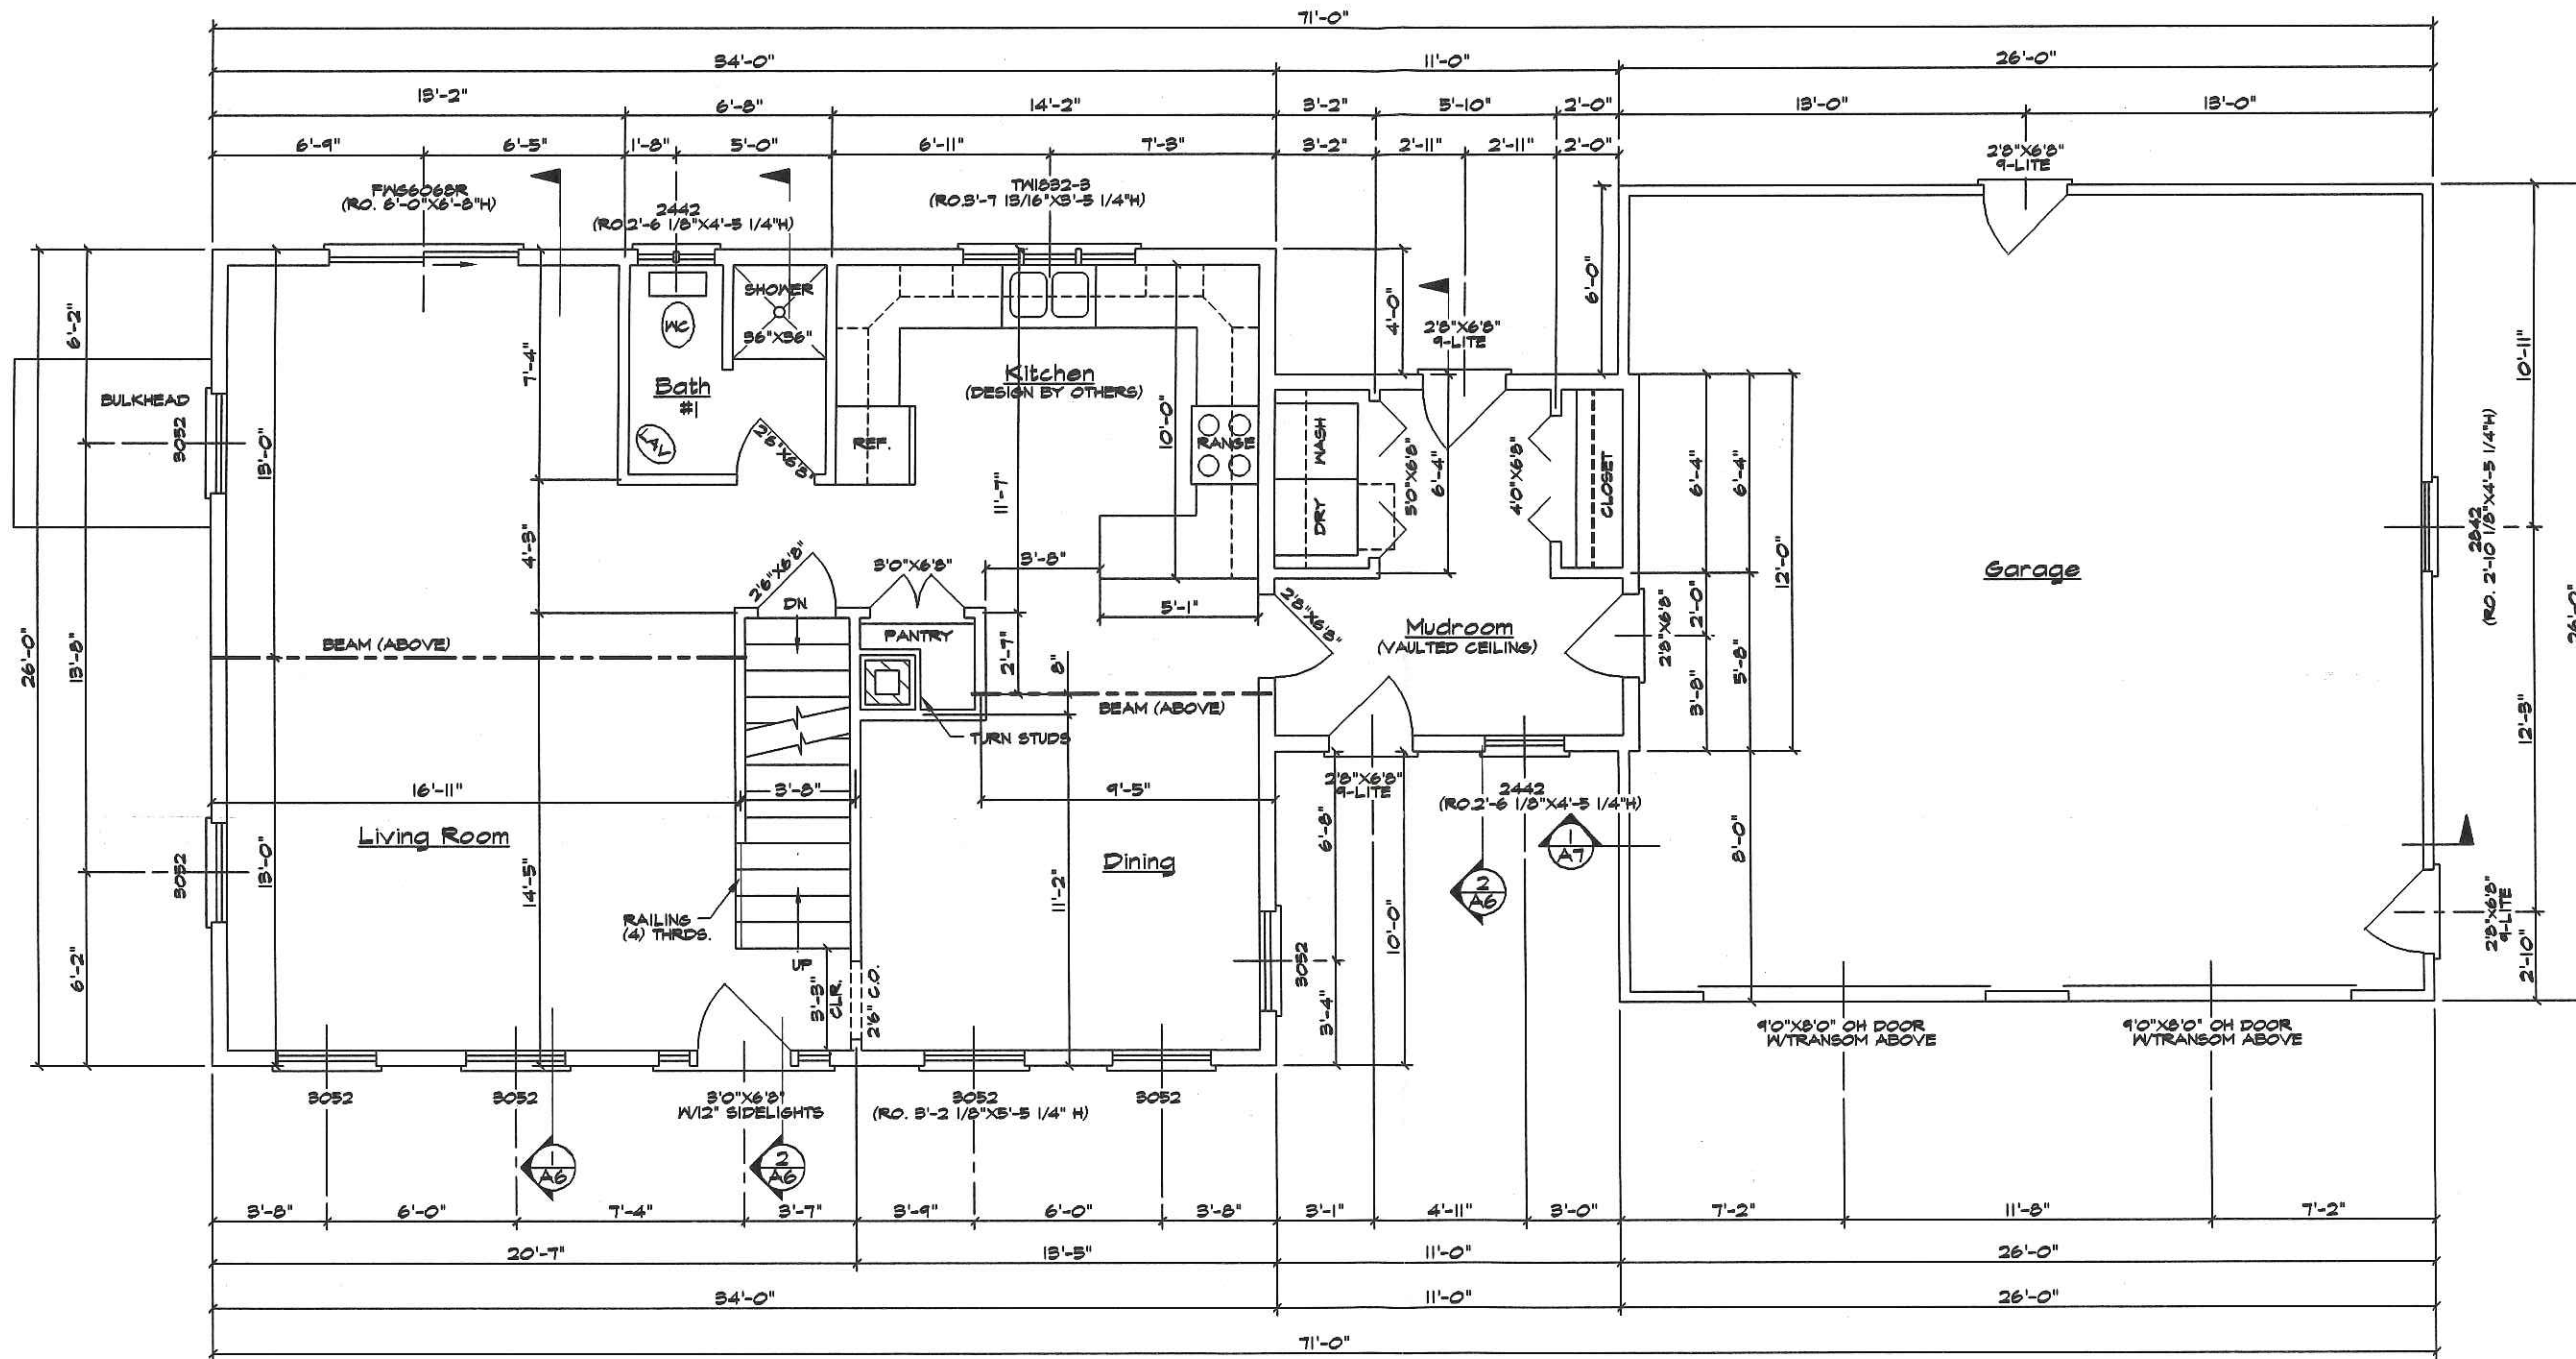 71'-0"
34'-0" 11'-0" 26'-0"
13'-2" 6'-8" 14'-2" 3'-2" 5'-10" 2'-0" 13'-0" 13'-0"
6'-9" 6'-5" 1'-8" 5'-0" 6'-11" 7'-3" 3'-2" 2'-11" 2'-11" 2'-0"
2'8"X6'8"
9-LITE
FWG6068R
(RO. 6'-0"X6'-8"H)
2442
(RO.2'-6 1/8"X4'-5 1/4"H)
TW1832-3
(RO.3'-7 13/16"X3'-5 1/4"H)
SHOWER
36"X36"
WC
Bath
#1
LAV
2'6"X6'8"
Kitchen
(DESIGN BY OTHERS)
REF.
RANGE
10'-0"
11'-7"
7'-4"
4'-3"
4'-0"
6'-0"
2'8"X6'8"
9-LITE
WASH
DRY
5'0"X6'8"
6'-4"
4'0"X6'8"
CLOSET
6'-4"
6'-4"
12'-0"
2'-0"
5'-8"
3'-8"
8'-0"
BULKHEAD
3052
6'-2"
13'-8"
6'-2"
26'-0"
13'-0"
13'-0"
2'6"X6'8"
DN.
3'0"X6'8"
PANTRY
3'-8"
5'-1"
2'-7"
8"
BEAM (ABOVE)
BEAM (ABOVE)
TURN STUDS
2'8"X6'8"
Mudroom
(VAULTED CEILING)
2'8"X6'8"
Garage
10'-11"
2842
(RO. 2'-10 1/8"X4'-5 1/4"H)
26'-0"
12'-3"
2'-10"
2'8"X6'8"
9-LITE
16'-11" 3'-8" 9'-5"
2'8"X6'8"
9-LITE
2442
(RO.2'-6 1/8"X4'-5 1/4"H)
Living Room
3052
14'-5"
Dining
11'-2"
6'-8"
3'-4"
10'-0"
3052
1
A7
2
A6
RAILING
(4) THRDS.
UP
3'-3"
CLR.
2'6" C.O.
9'0"X8'0" OH DOOR
W/TRANSOM ABOVE
9'0"X8'0" OH DOOR
W/TRANSOM ABOVE
3052
3052
3'0"X6'8"
W/12" SIDELIGHTS
3052
(RO. 3'-2 1/8"X5'-5 1/4" H)
3052
1
A6
2
A6
3'-8" 6'-0" 7'-4" 3'-7" 3'-9" 6'-0" 3'-8" 3'-1" 4'-11" 3'-0" 7'-2" 11'-8" 7'-2"
20'-7" 13'-5" 11'-0" 26'-0"
34'-0" 11'-0" 26'-0"
71'-0"